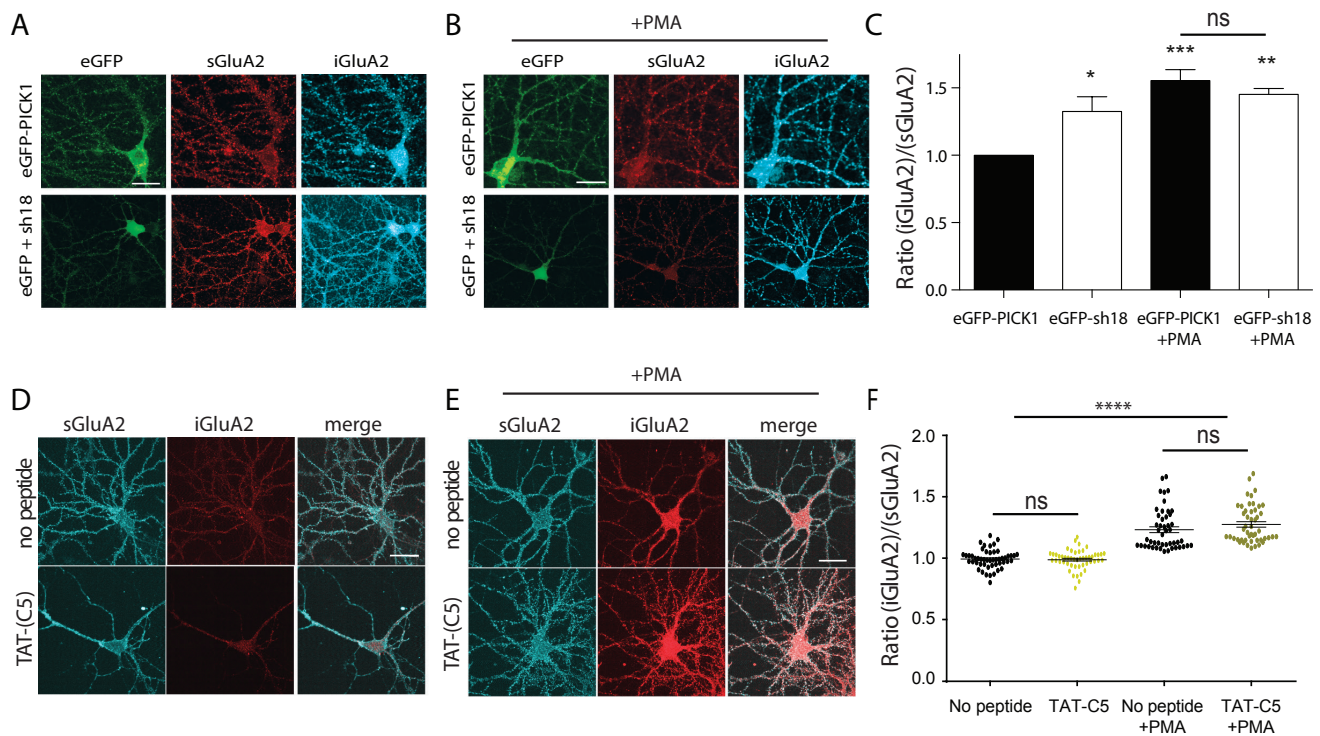 A
eGFP
sGluA2
iGluA2
eGFP-PICK1
eGFP + sh18
B
+PMA
eGFP
sGluA2
iGluA2
eGFP-PICK1
eGFP + sh18
C
Ratio (iGluA2)/(sGluA2)
ns
***
**
*
1.5
1.0
0.5
0.0
eGFP-PICK1
eGFP-sh18
eGFP-PICK1
+PMA
eGFP-sh18
+PMA
D
sGluA2
iGluA2
merge
no peptide
TAT-(C5)
E
+PMA
sGluA2
iGluA2
merge
no peptide
TAT-(C5)
F
Ratio (iGluA2)/(sGluA2)
****
ns
ns
2.0
1.5
1.0
0.5
0.0
No peptide
TAT-C5
No peptide
+PMA
TAT-C5
+PMA